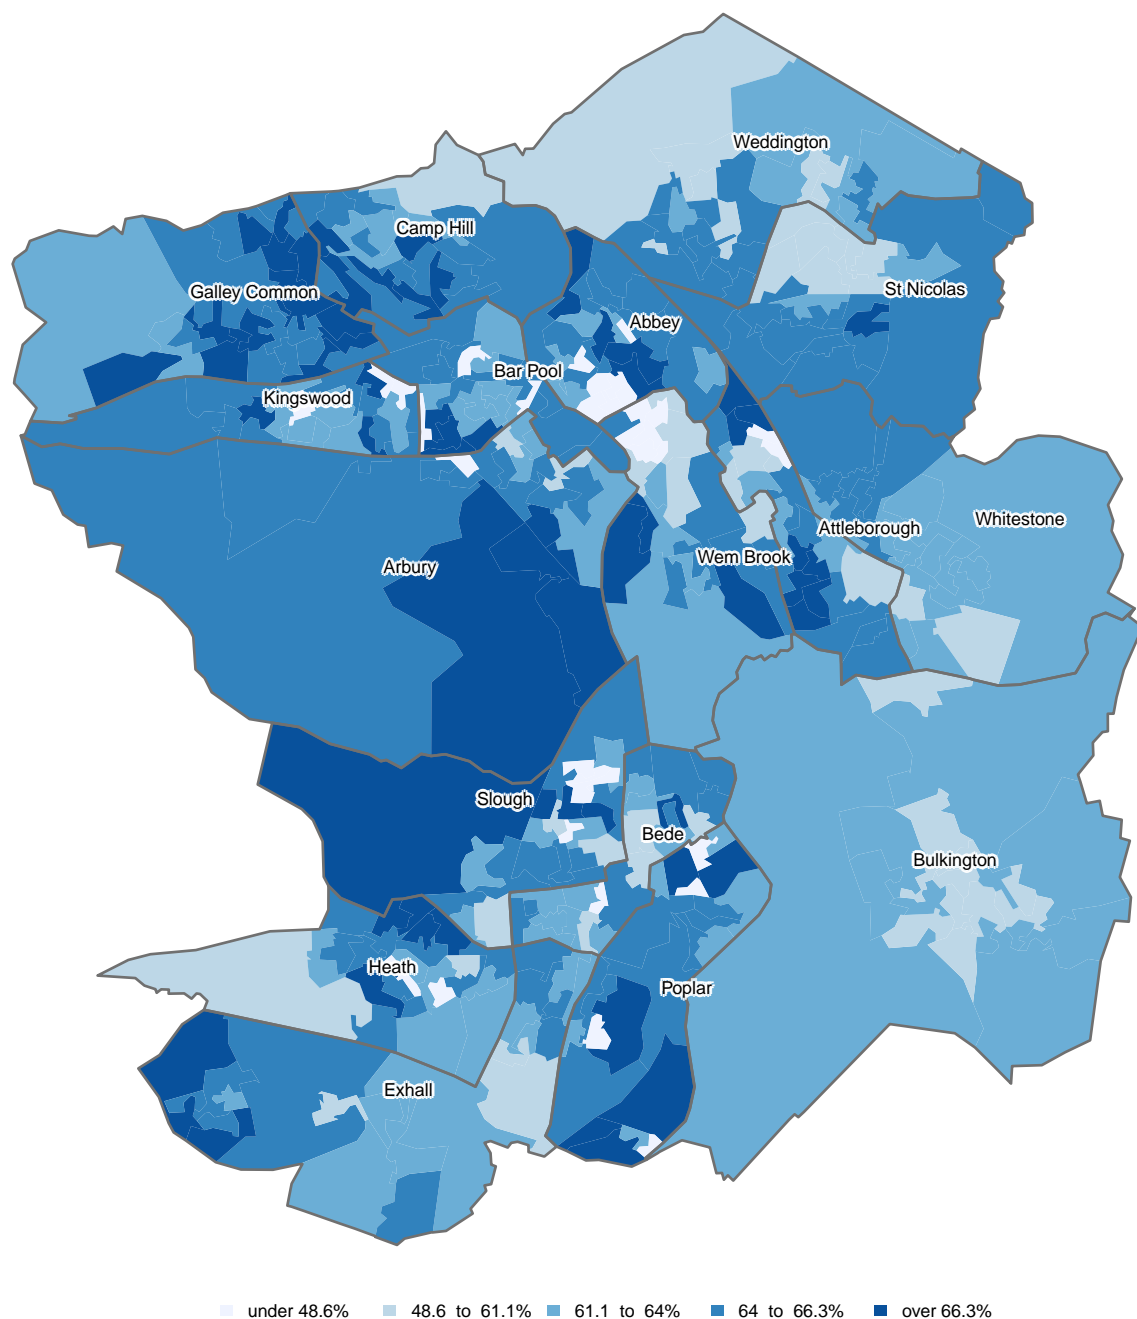 Weddington
Camp Hill
St Nicolas
Galley Common
Abbey
Bar Pool
Kingswood
Whitestone
Attleborough
Wem Brook
Arbury
Slough
Bede
Bulkington
Heath
Poplar
Exhall
under 48.6% 48.6 to 61.1% 61.1 to 64% 64 to 66.3% over 66.3%